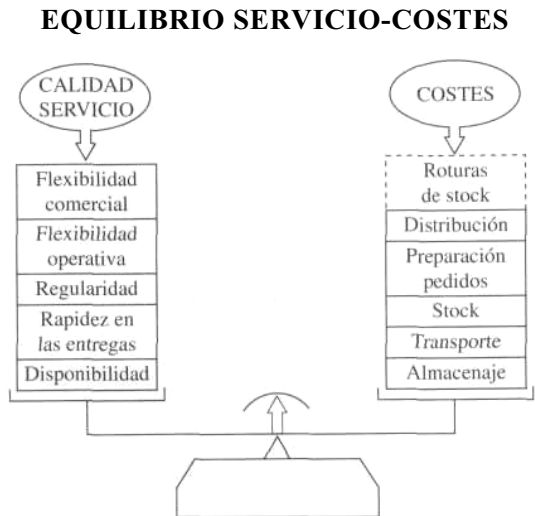 EQUILIBRIO SERVICIO-COSTES
CALIDAD
SERVICIO
Flexibilidad
comercial
Flexibilidad
operativa
Regularidad
Rapidez en
las entregas
Disponibilidad
COSTES
Roturas
de stock
Distribución
Preparación
pedidos
Stock
Transporte
Almacenaje